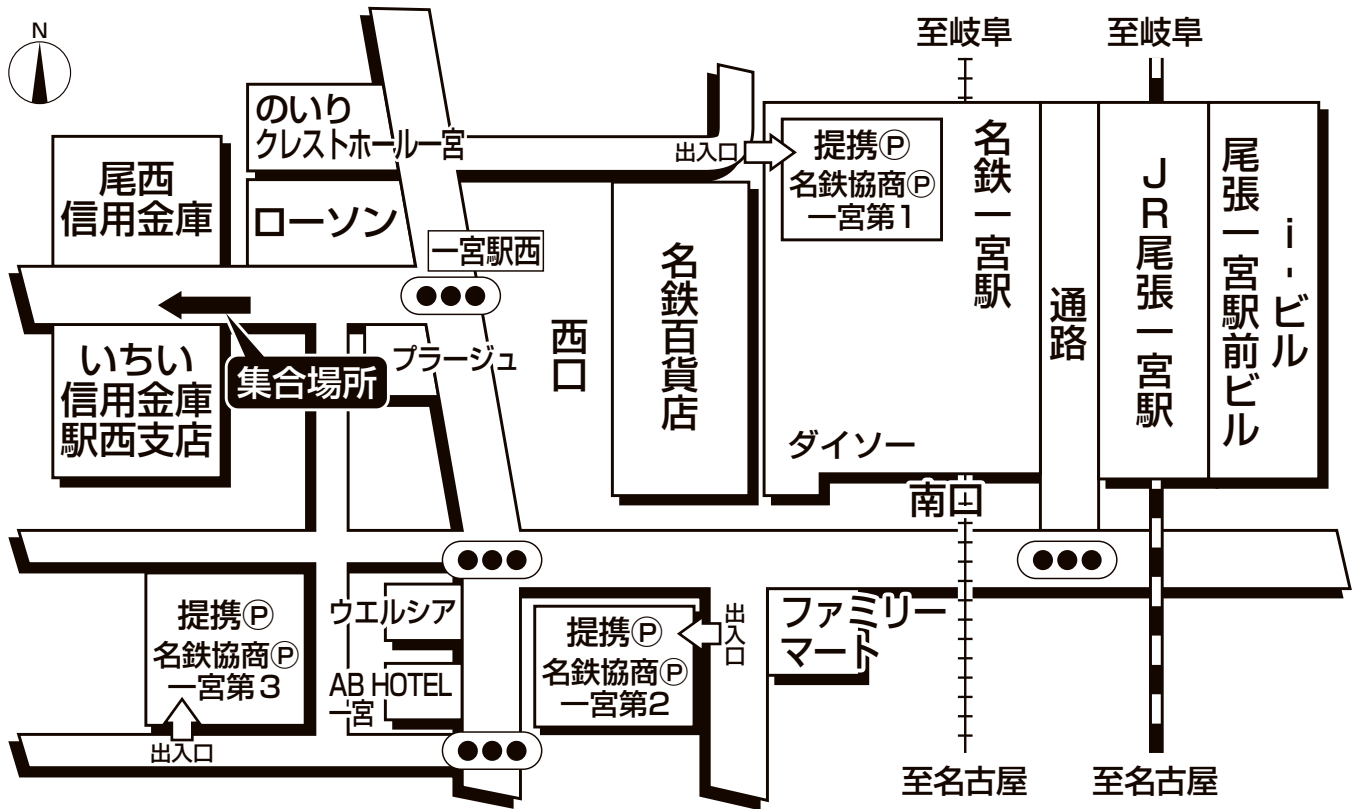 N
至岐阜
至岐阜
のいり
クレストホール一宮
出入口
提携Ⓟ
名鉄協商Ⓟ
一宮第1
名鉄一宮駅
JR尾張一宮駅
尾張一宮駅前ビル
i-ビル
尾西
信用金庫
ローソン
一宮駅西
名鉄百貨店
西口
通路
いちい
信用金庫
駅西支店
集合場所
プラージュ
ダイソー
南口
提携Ⓟ
名鉄協商Ⓟ
一宮第3
出入口
ウエルシア
AB HOTEL
一宮
提携Ⓟ
名鉄協商Ⓟ
一宮第2
出入口
ファミリー
マート
至名古屋
至名古屋